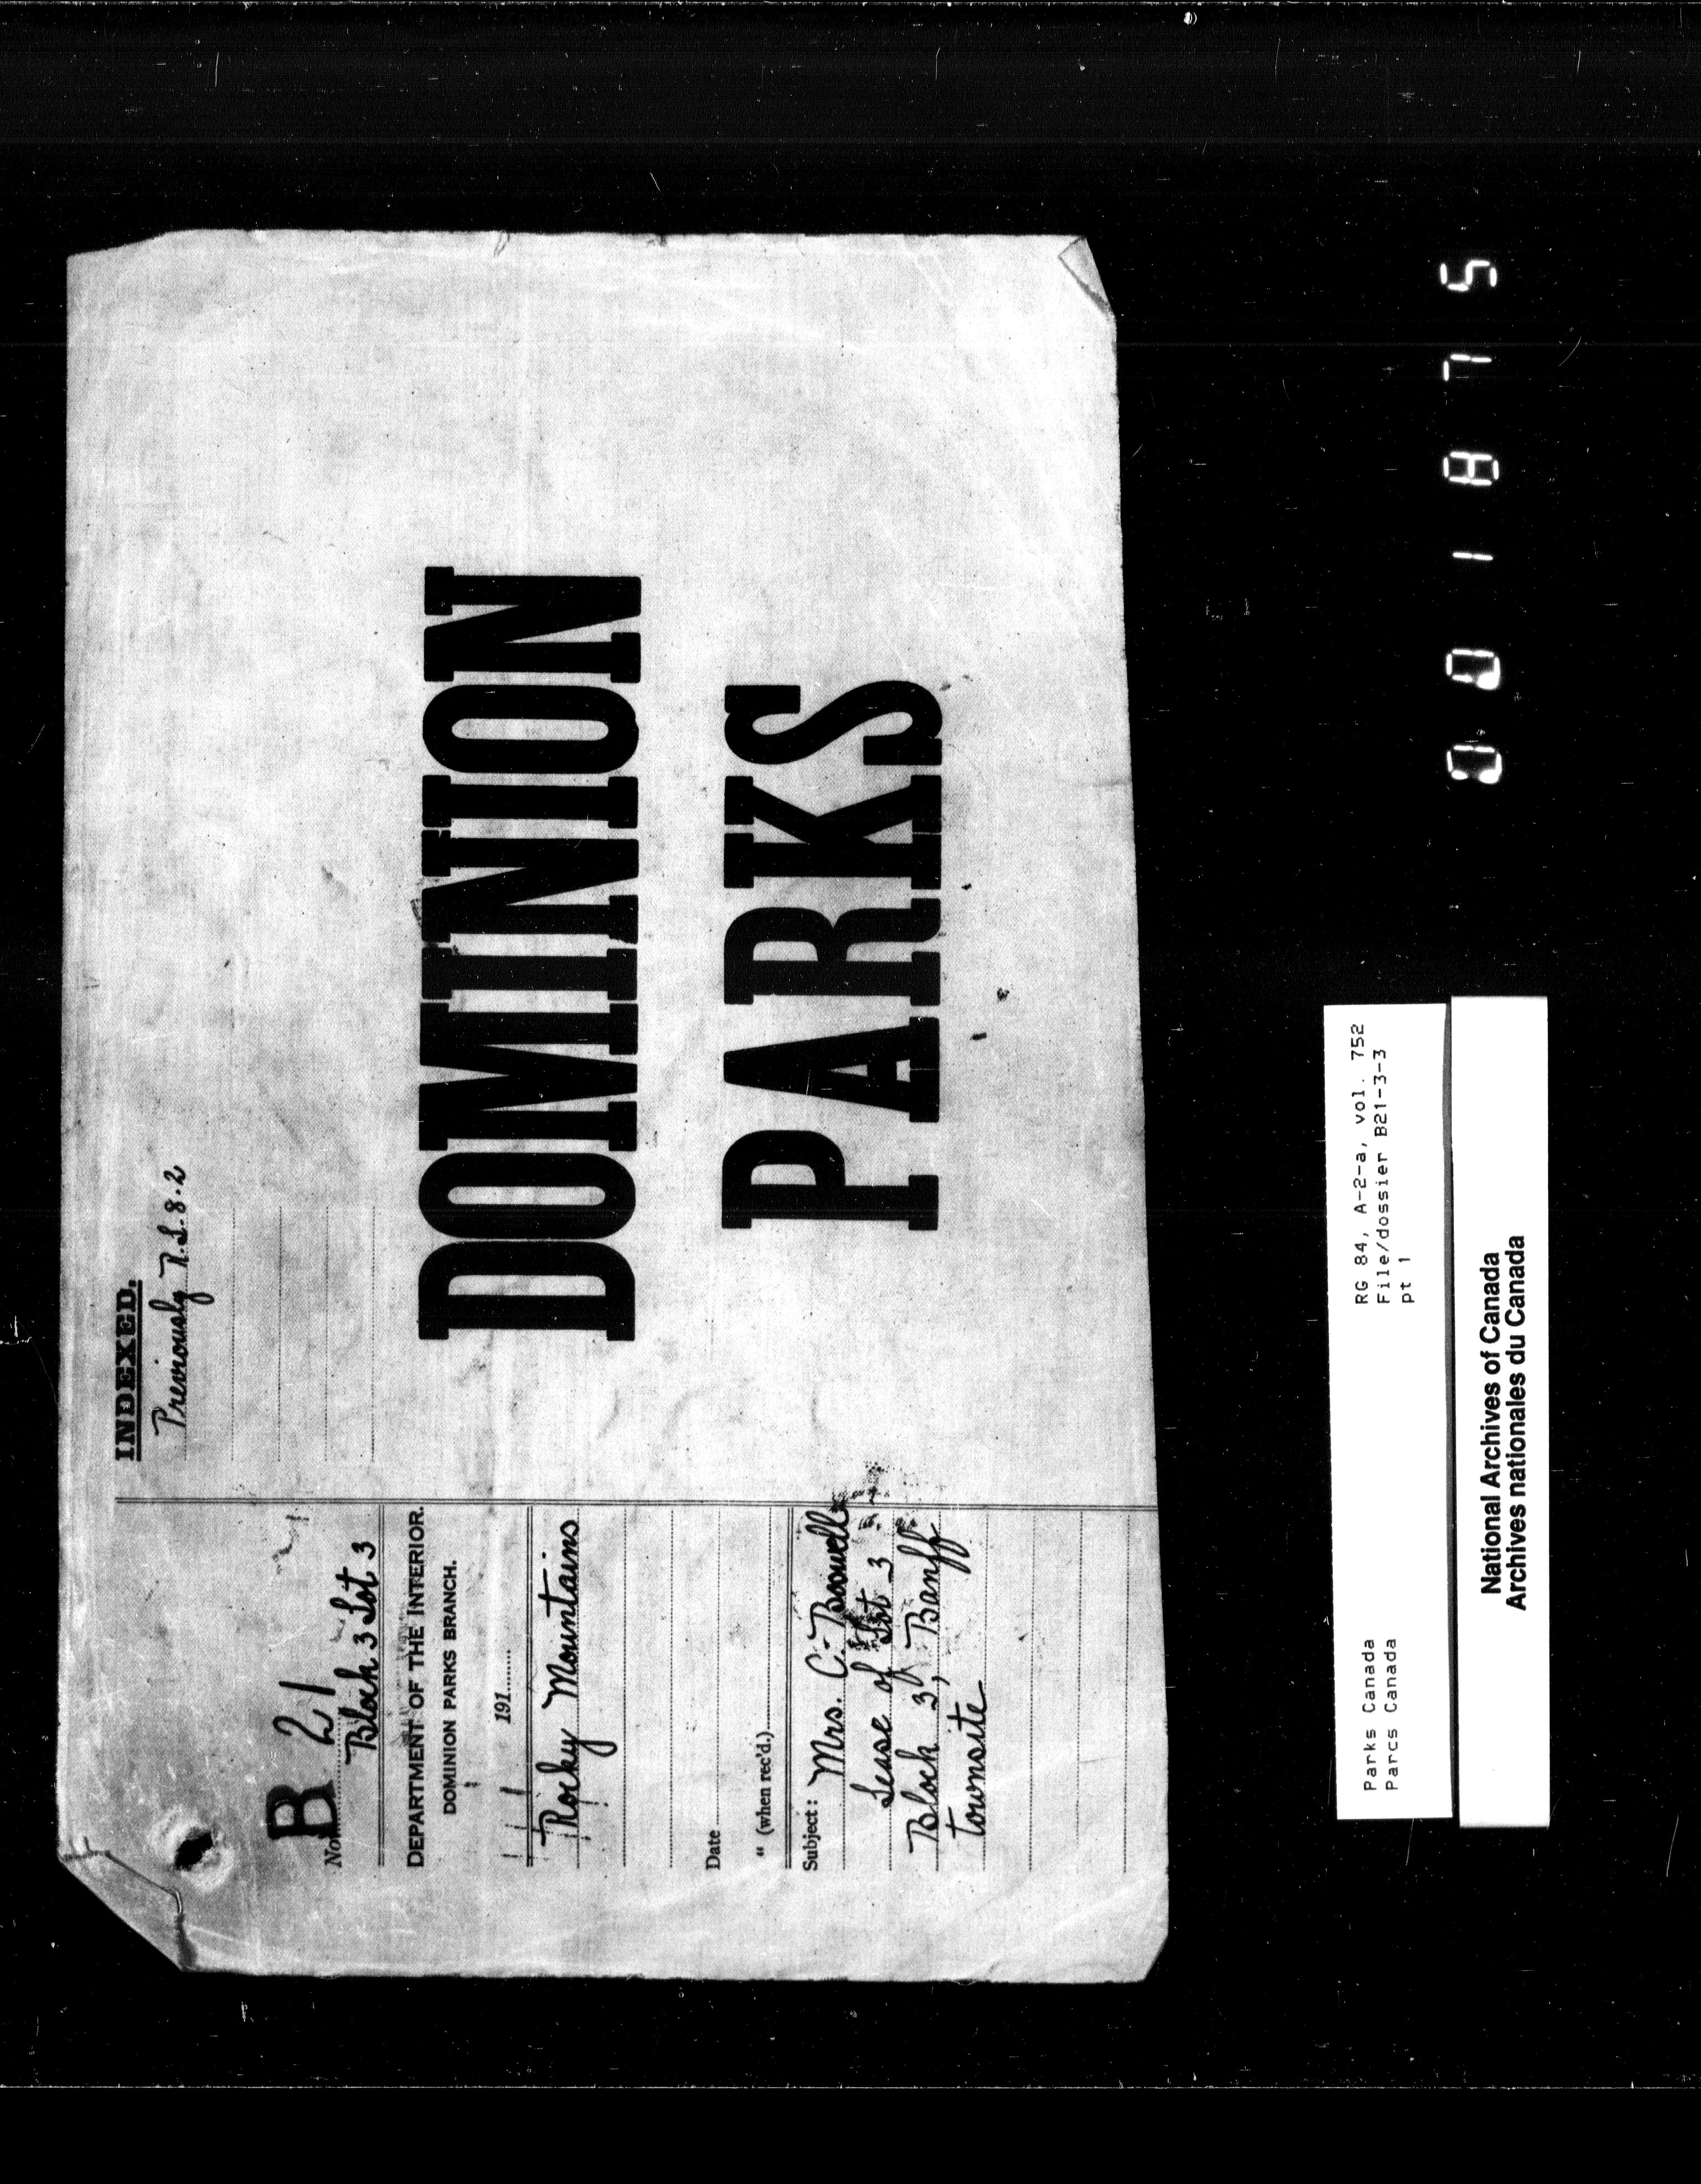 B 21
No.
Block 3 Lot 3
DEPARTMENT OF THE INTERIOR.
DOMINION PARKS BRANCH.
191
Rocky Mountains
Date
" (when rec'd.)
Subject: Mrs. C. Boswell
Lease of Lot 3
Block 3, Banff
townsite
INDEXED.
Previously R.L.8.2
DOMINION
PARKS
Parks Canada
Parcs Canada
RG 84, A-2-a, vol. 752
File/dossier B21-3-3
pt 1
National Archives of Canada
Archives nationales du Canada
001875